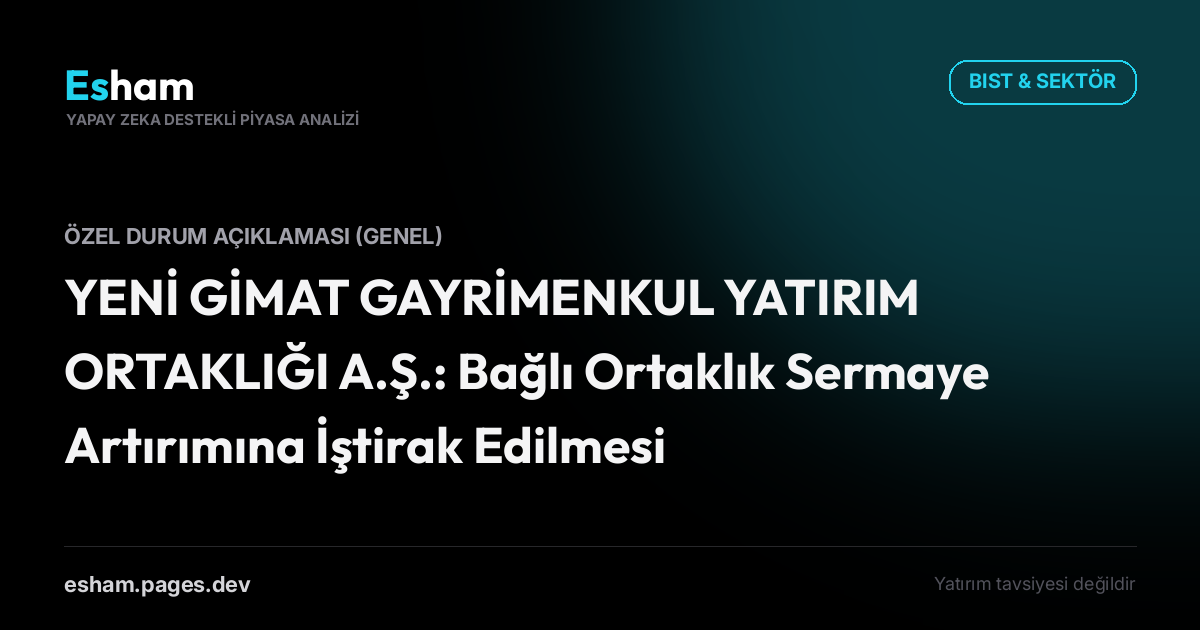 Esham
YAPAY ZEKA DESTEKLİ PİYASA ANALİZİ
BIST & SEKTÖR
ÖZEL DURUM AÇIKLAMASI (GENEL)
YENİ GİMAT GAYRİMENKUL YATIRIM
ORTAKLIĞI A.Ş.: Bağlı Ortaklık Sermaye
Artırımına İştirak Edilmesi
esham.pages.dev
Yatırım tavsiyesi değildir